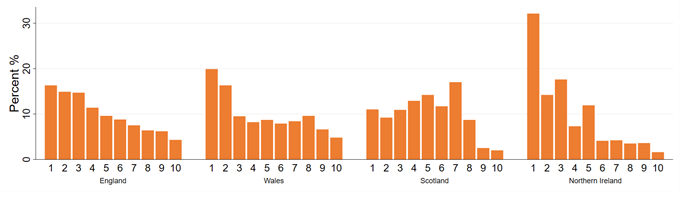 Percent %
30
20
10
0
1 2 3 4 5 6 7 8 9 10 1 2 3 4 5 6 7 8 9 10 1 2 3 4 5 6 7 8 9 10 1 2 3 4 5 6 7 8 9 10
England Wales Scotland Northern Ireland